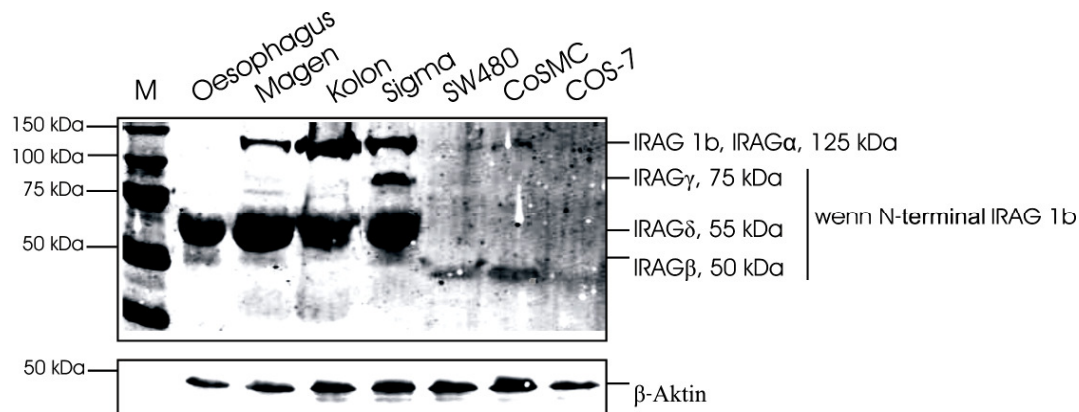 M Oesophagus Magen Kolon Sigma SW480 CoSMC COS-7
150 kDa
IRAG 1b, IRAGα, 125 kDa
100 kDa
IRAGγ, 75 kDa
75 kDa
wenn N-terminal IRAG 1b
IRAGδ, 55 kDa
50 kDa
IRAGβ, 50 kDa
50 kDa
β-Aktin